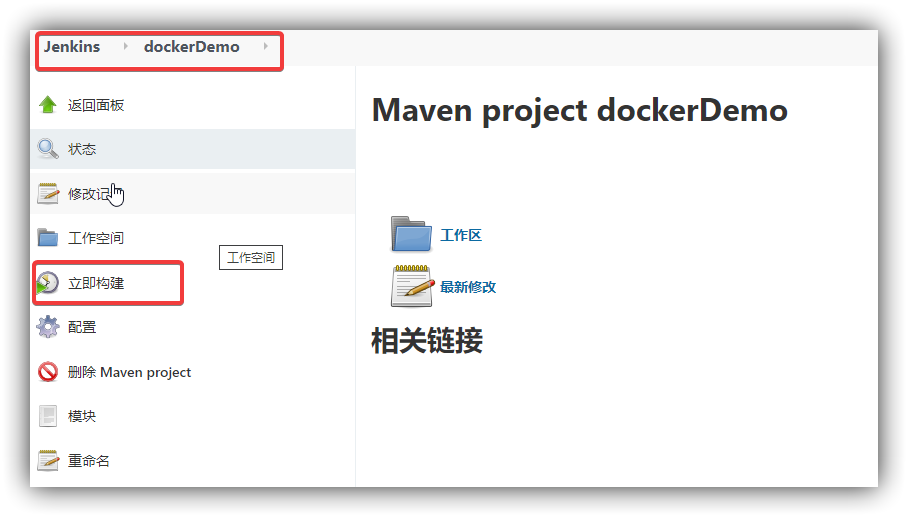 Jenkins dockerDemo
返回面板
状态
修改记
工作空间
工作空间
立即构建
配置
删除 Maven project
模块
重命名
Maven project dockerDemo
工作区
最新修改
相关链接